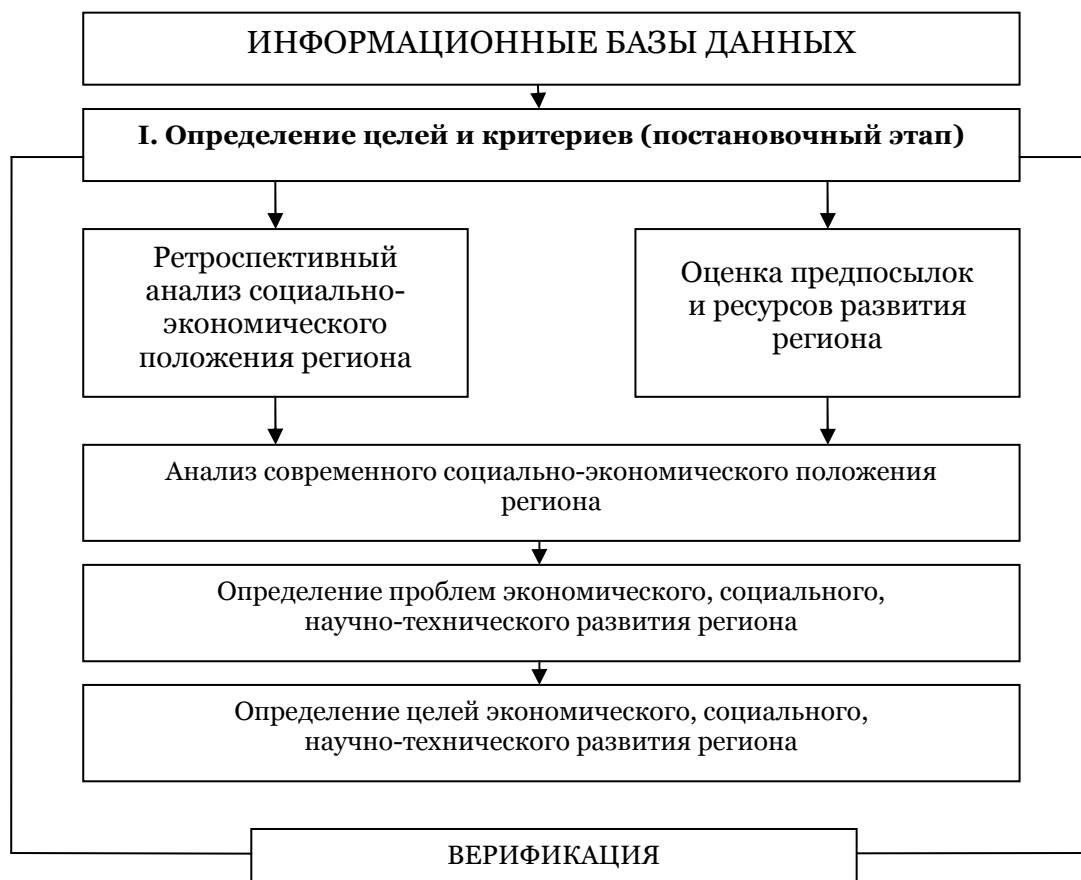 ИНФОРМАЦИОННЫЕ БАЗЫ ДАННЫХ
I. Определение целей и критериев (постановочный этап)
Ретроспективный
анализ социально-
экономического
положения региона
Оценка предпосылок
и ресурсов развития
региона
Анализ современного социально-экономического положения
региона
Определение проблем экономического, социального,
научно-технического развития региона
Определение целей экономического, социального,
научно-технического развития региона
ВЕРИФИКАЦИЯ